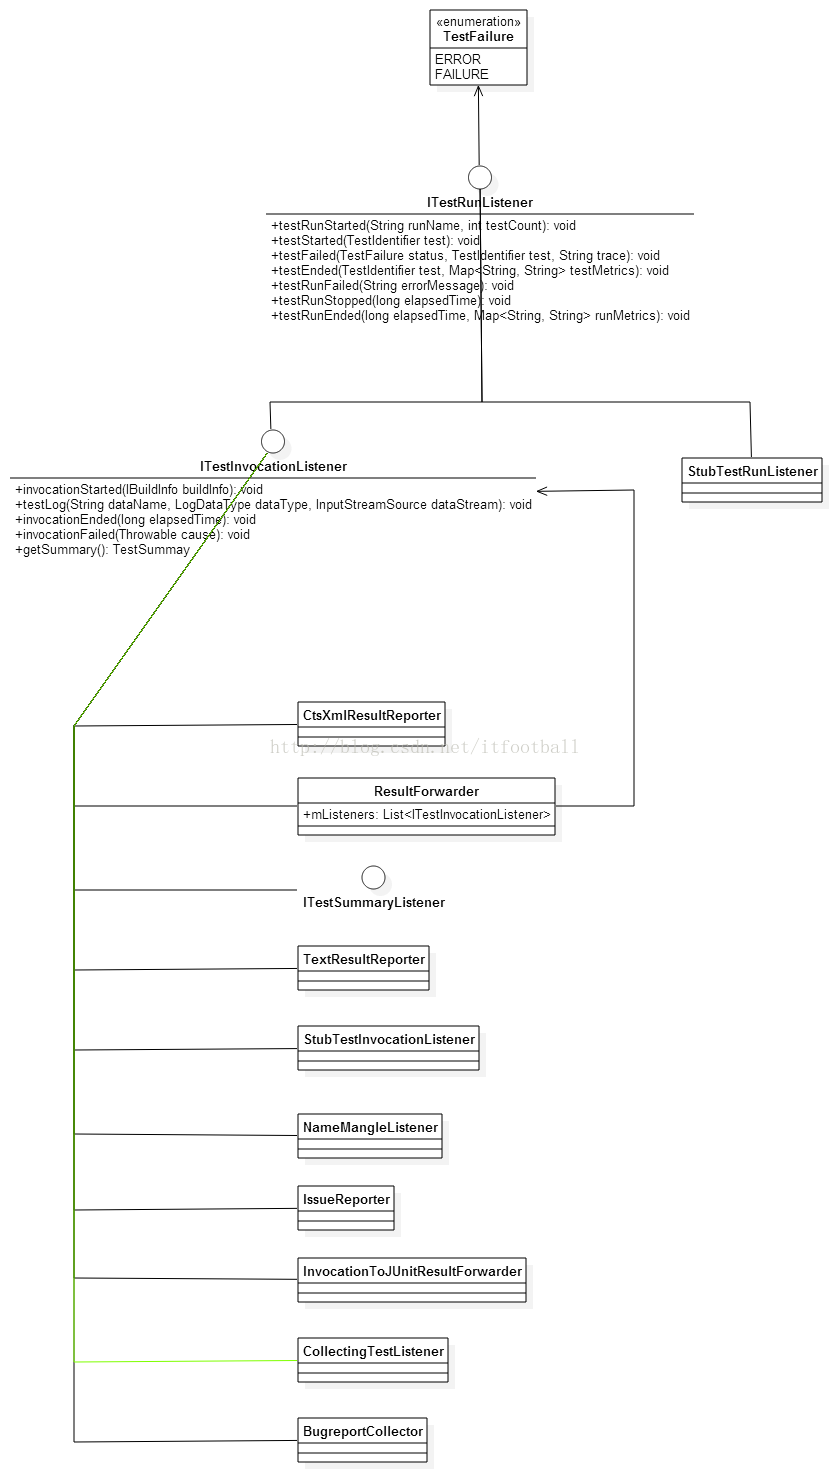 «enumeration»
TestFailure
ERROR
FAILURE
ITestRunListener
+testRunStarted(String runName, int testCount): void
+testStarted(TestIdentifier test): void
+testFailed(TestFailure status, TestIdentifier test, String trace): void
+testEnded(TestIdentifier test, Map<String, String> testMetrics): void
+testRunFailed(String errorMessage): void
+testRunStopped(long elapsedTime): void
+testRunEnded(long elapsedTime, Map<String, String> runMetrics): void
ITestInvocationListener
+invocationStarted(IBuildInfo buildInfo): void
+testLog(String dataName, LogDataType dataType, InputStreamSource dataStream): void
+invocationEnded(long elapsedTime): void
+invocationFailed(Throwable cause): void
+getSummary(): TestSummay
StubTestRunListener
CtsXmlResultReporter
http://blog.csdn.net/itfootball
ResultForwarder
+mListeners: List<ITestInvocationListener>
ITestSummaryListener
TextResultReporter
StubTestInvocationListener
NameMangleListener
IssueReporter
InvocationToJUnitResultForwarder
CollectingTestListener
BugreportCollector